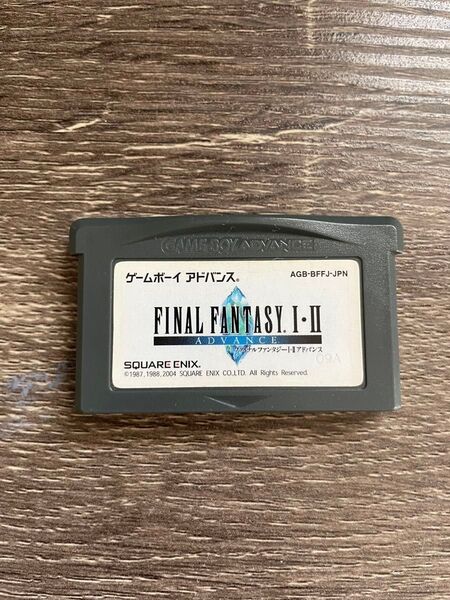 GAME BOY ADVANCE
ゲームボーイ アドバンス®
AGB-BFFJ-JPN
FINAL FANTASY® I・II
ADVANCE
ファイナルファンタジーI・IIアドバンス
09A
SQUARE ENIX®
©1987, 1988, 2004 SQUARE ENIX CO.,LTD. All Rights Reserved.